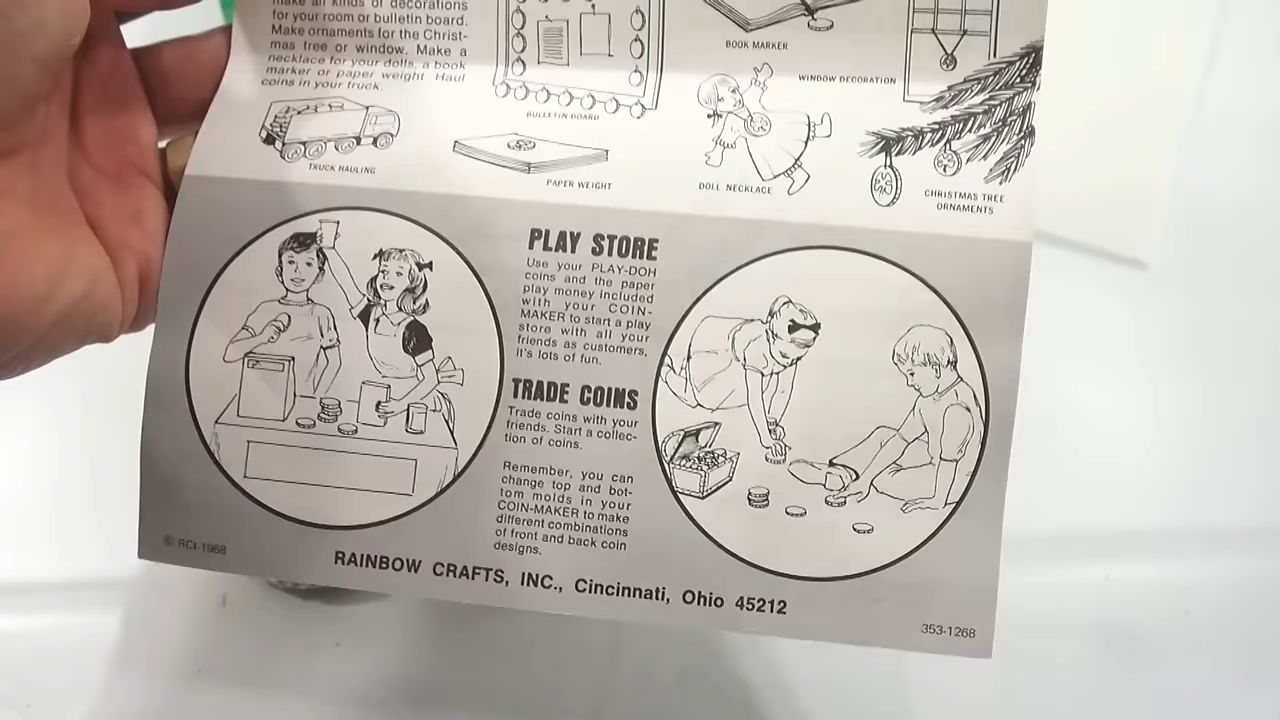 make all kinds of decorations
for your room or bulletin board.
Make ornaments for the Christ-
mas tree or window. Make a
necklace for your dolls, a book
marker or paper weight Haul
coins in your truck.
BOOK MARKER
WINDOW DECORATION
BULLETIN BOARD
TRUCK HAULING
PAPER WEIGHT
DOLL NECKLACE
CHRISTMAS TREE
ORNAMENTS
PLAY STORE
Use your PLAY-DOH
coins and the paper
play money included
with your COIN-
MAKER to start a play
store with all your
friends as customers,
it's lots of fun.
TRADE COINS
Trade coins with your
friends. Start a collec-
tion of coins.
Remember, you can
change top and bot-
tom molds in your
COIN-MAKER to make
different combinations
of front and back coin
designs.
© RCI-1968
RAINBOW CRAFTS, INC., Cincinnati, Ohio 45212
353-1268